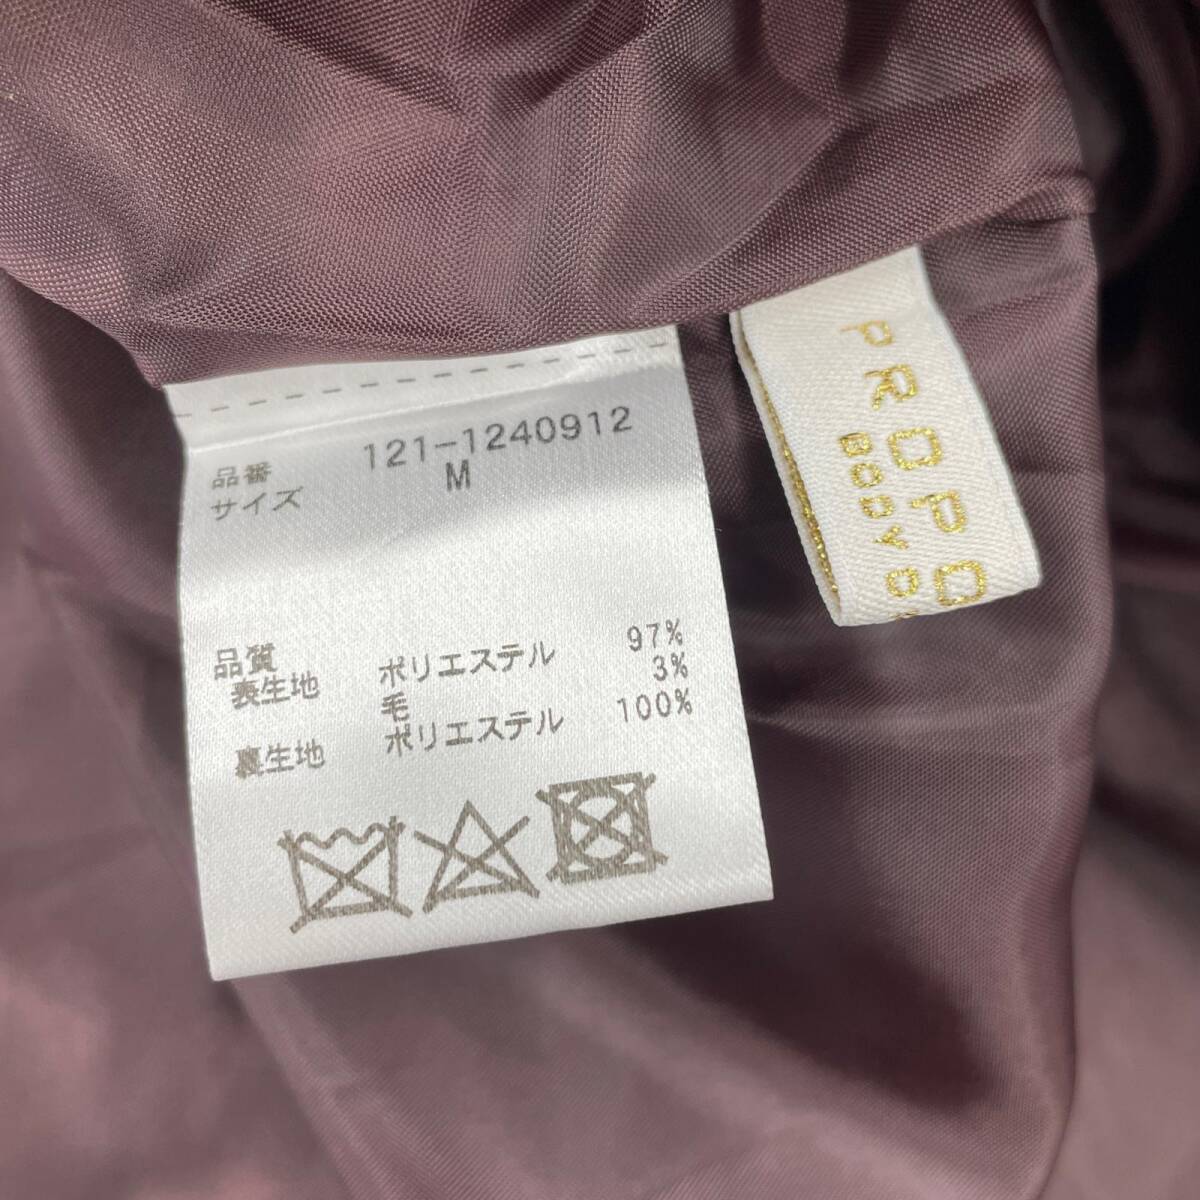 品番 121-1240912
サイズ M
品質
表生地 ポリエステル 97%
毛 3%
裏生地 ポリエステル 100%
PROPO
BODY D